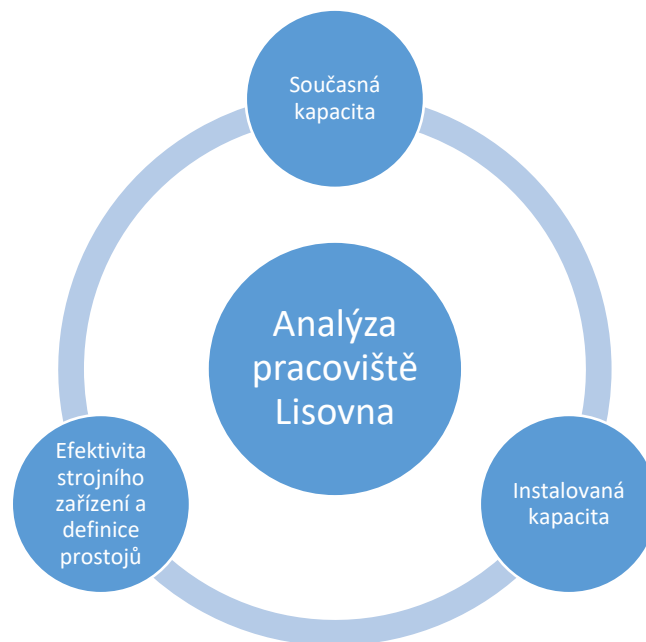 Současná
kapacita
Analýza
pracoviště
Lisovna
Efektivita
strojního
zařízení a
definice
prostojů
Instalovaná
kapacita